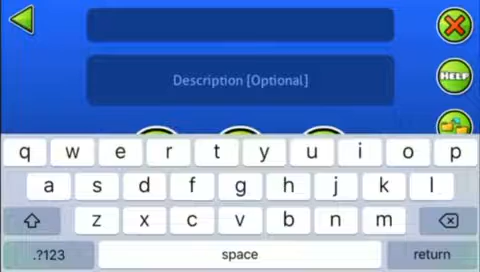 HELP
Description [Optional]
q w e r t y u i o p
a s d f g h j k l
z x c v b n m
.?123 space return